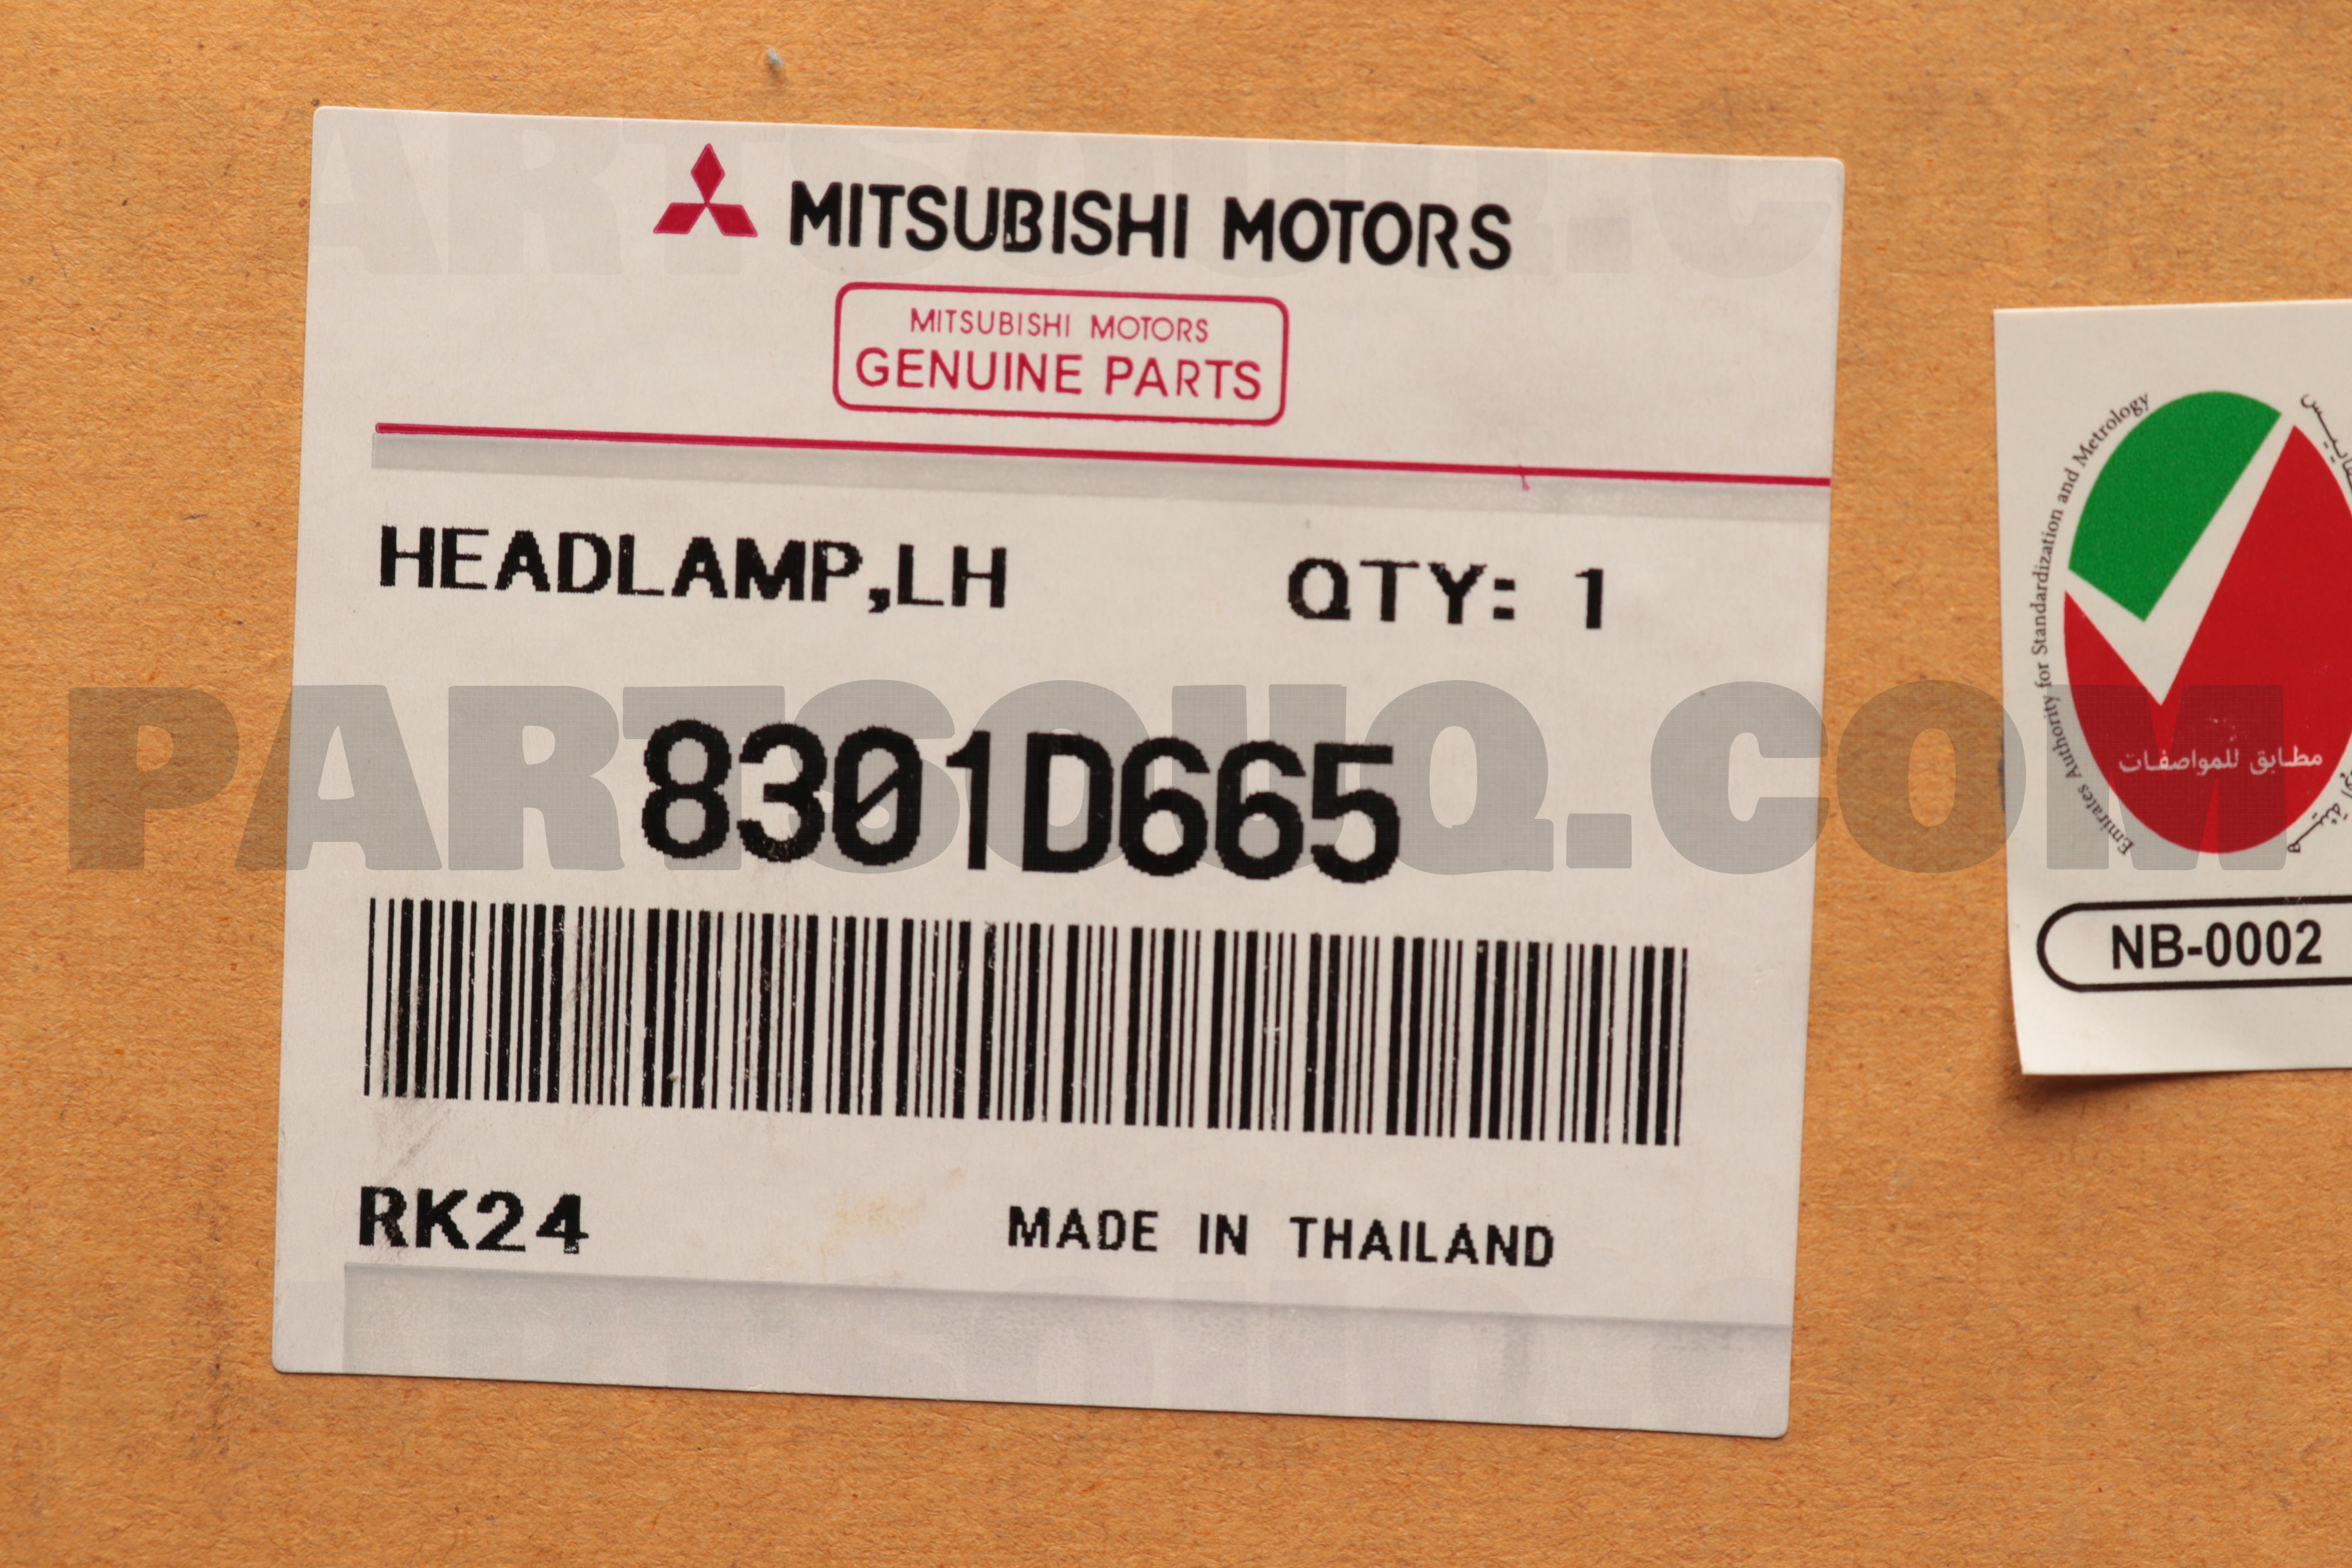 MITSUBISHI MOTORS
MITSUBISHI MOTORS
GENUINE PARTS
HEADLAMP,LH QTY: 1
8301D665
RK24 MADE IN THAILAND
Emirates Authority for Standardization and Metrology
مطابق للمواصفات
NB-0002
PARTSOUQ.COM